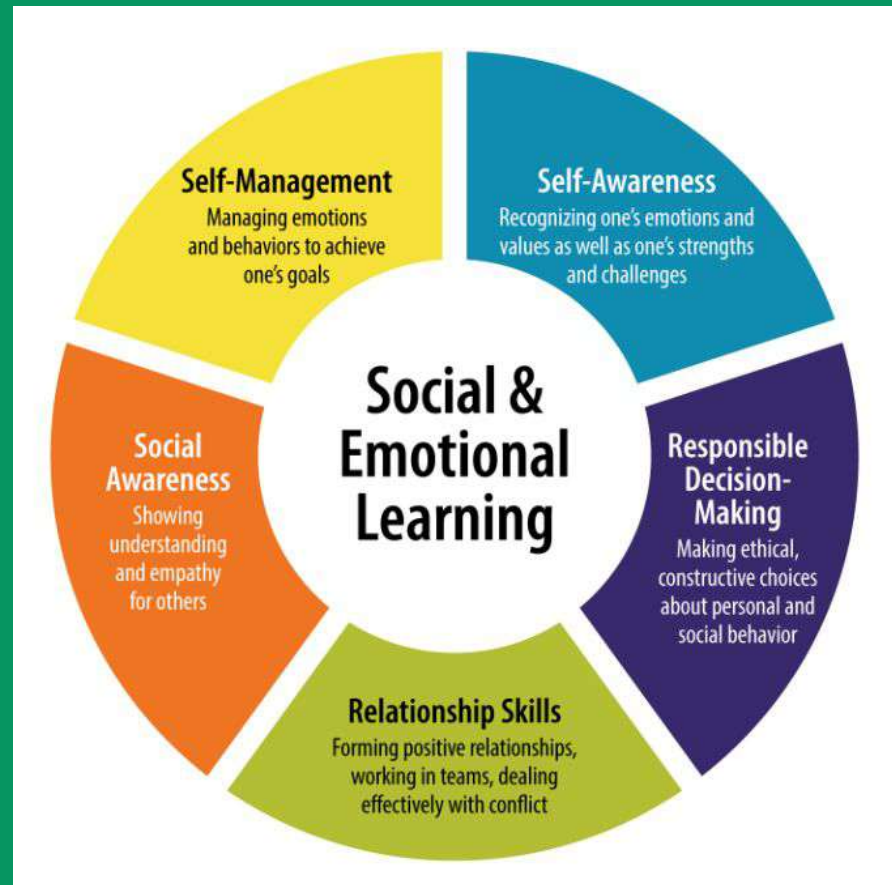 Social &
Emotional
Learning
Self-Awareness
Recognizing one's emotions and
values as well as one's strengths
and challenges
Responsible
Decision-
Making
Making ethical,
constructive choices
about personal and
social behavior
Relationship Skills
Forming positive relationships,
working in teams, dealing
effectively with conflict
Social
Awareness
Showing
understanding
and empathy
for others
Self-Management
Managing emotions
and behaviors to achieve
one's goals